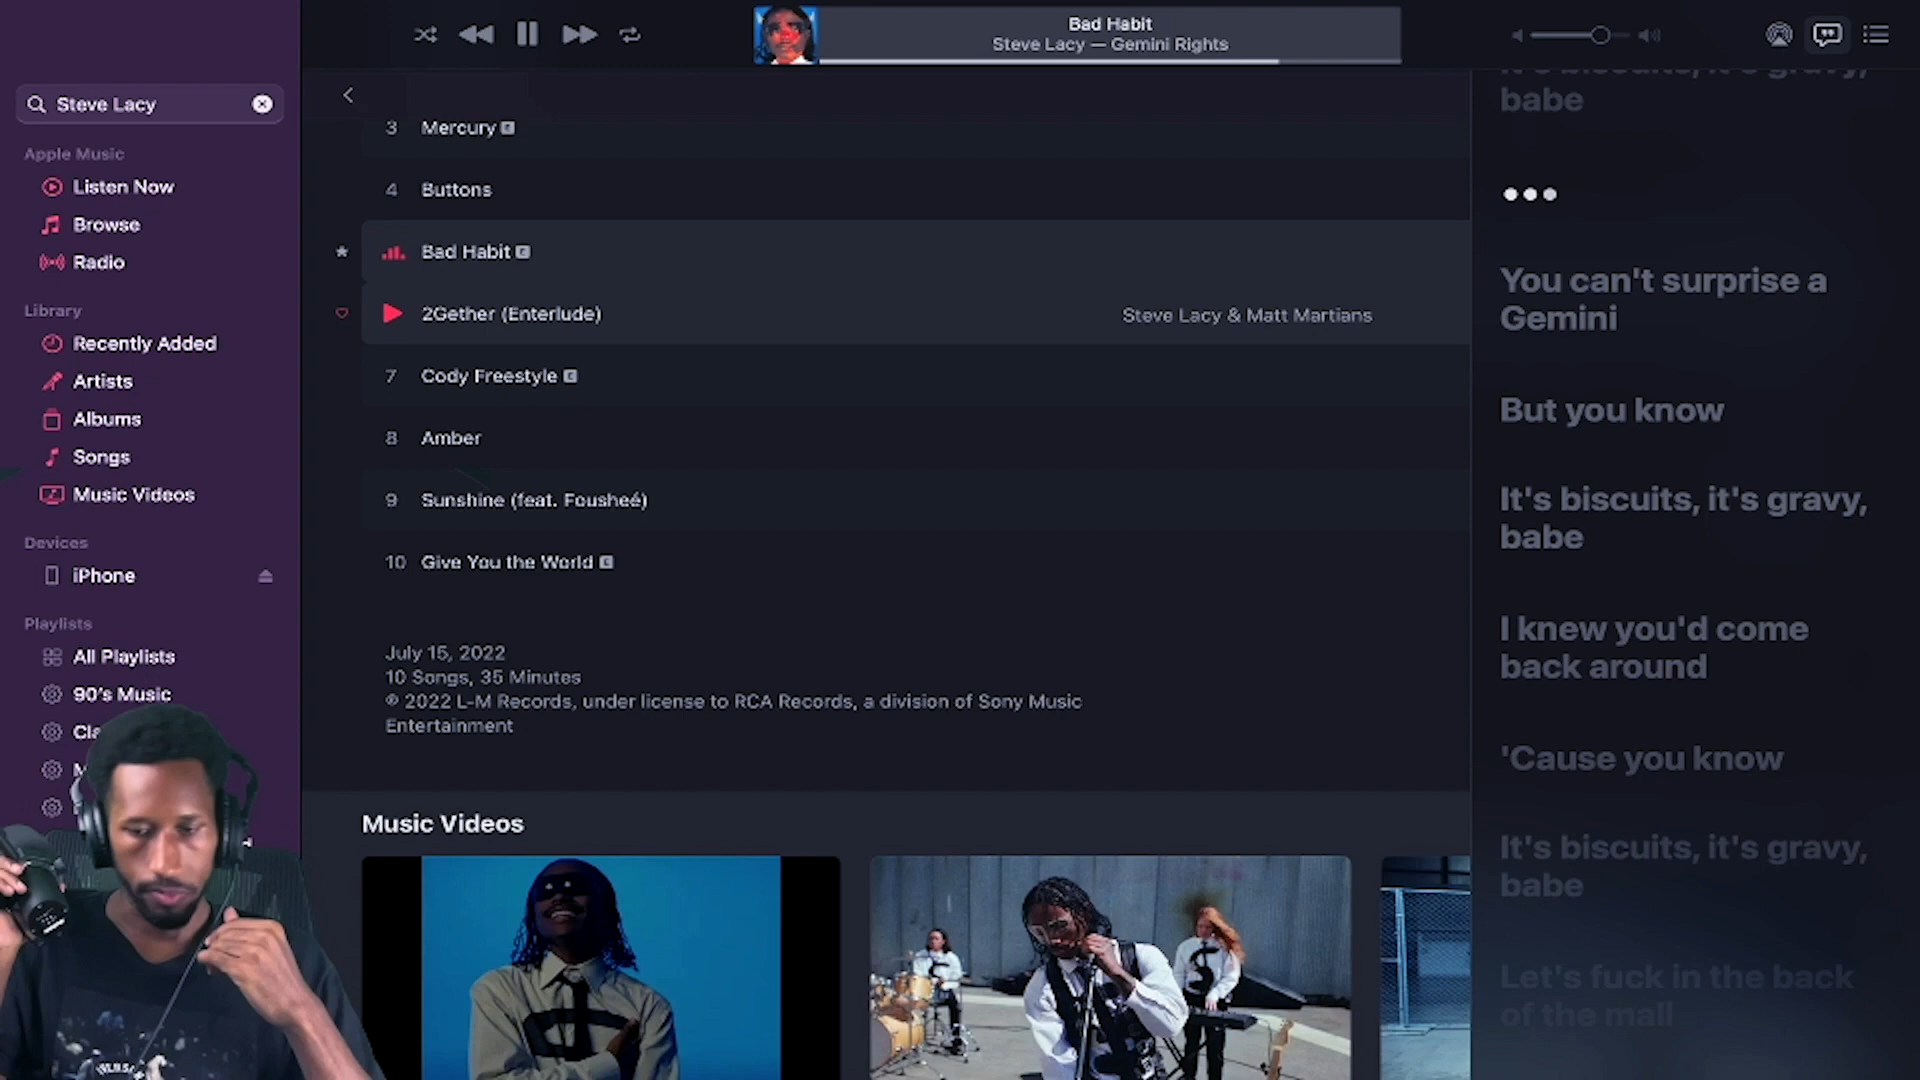 Bad Habit
Steve Lacy — Gemini Rights
Steve Lacy
Apple Music
Listen Now
Browse
Radio
Library
Recently Added
Artists
Albums
Songs
Music Videos
Devices
iPhone
Playlists
All Playlists
90's Music
Cla
3 Mercury E
4 Buttons
Bad Habit E
2Gether (Enterlude) Steve Lacy & Matt Martians
7 Cody Freestyle E
8 Amber
9 Sunshine (feat. Fousheé)
10 Give You the World E
July 15, 2022
10 Songs, 35 Minutes
℗ 2022 L-M Records, under license to RCA Records, a division of Sony Music
Entertainment
Music Videos
It's biscuits, it's gravy,
babe
You can't surprise a
Gemini
But you know
It's biscuits, it's gravy,
babe
I knew you'd come
back around
'Cause you know
It's biscuits, it's gravy,
babe
Let's fuck in the back
of the mall